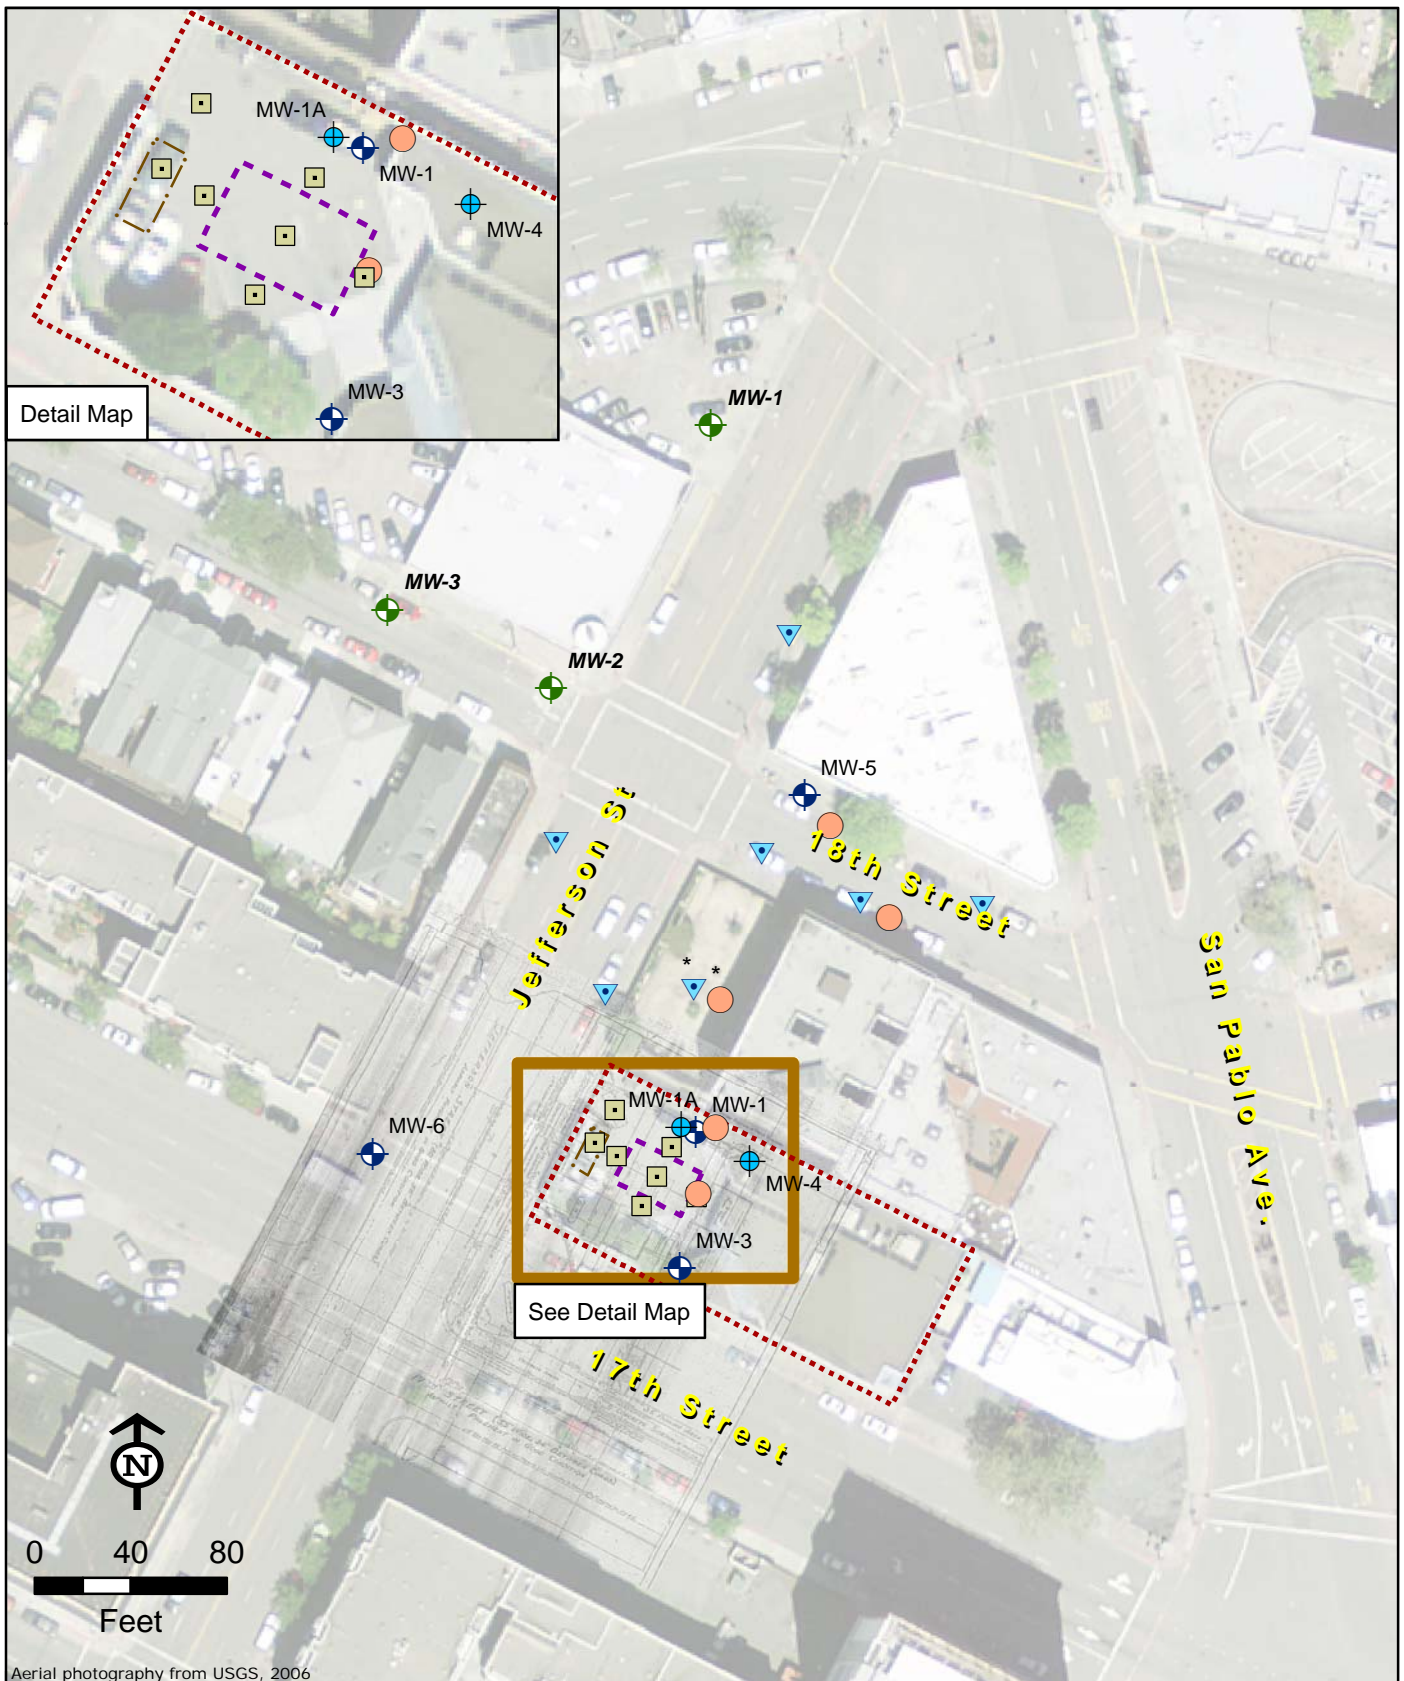 MW-1A
MW-1
MW-4
MW-3
Detail Map
MW-1
MW-3
MW-2
MW-5
18th Street
Jefferson St
San Pablo Ave.
* *
MW-1A
MW-1
MW-6
MW-4
MW-3
See Detail Map
17th Street
N
0 40 80
Feet
Aerial photography from USGS, 2006